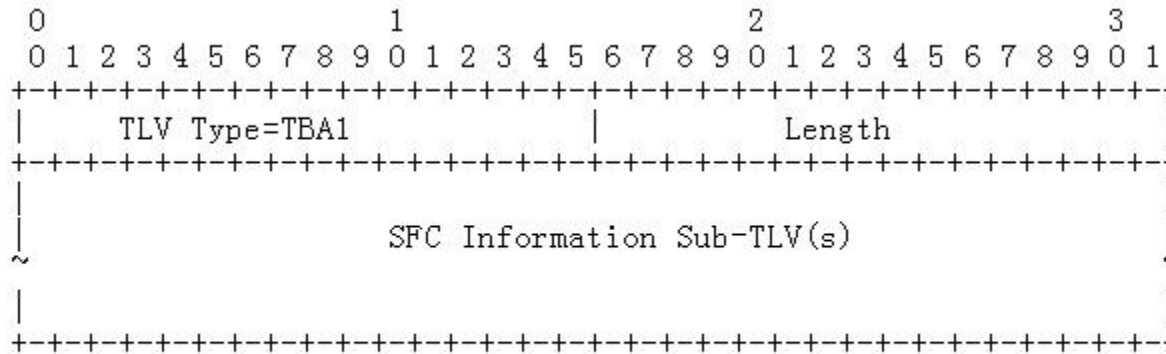 0                   1                   2                   3
0 1 2 3 4 5 6 7 8 9 0 1 2 3 4 5 6 7 8 9 0 1 2 3 4 5 6 7 8 9 0 1
TLV Type=TBA1 Length
SFC Information Sub-TLV(s)